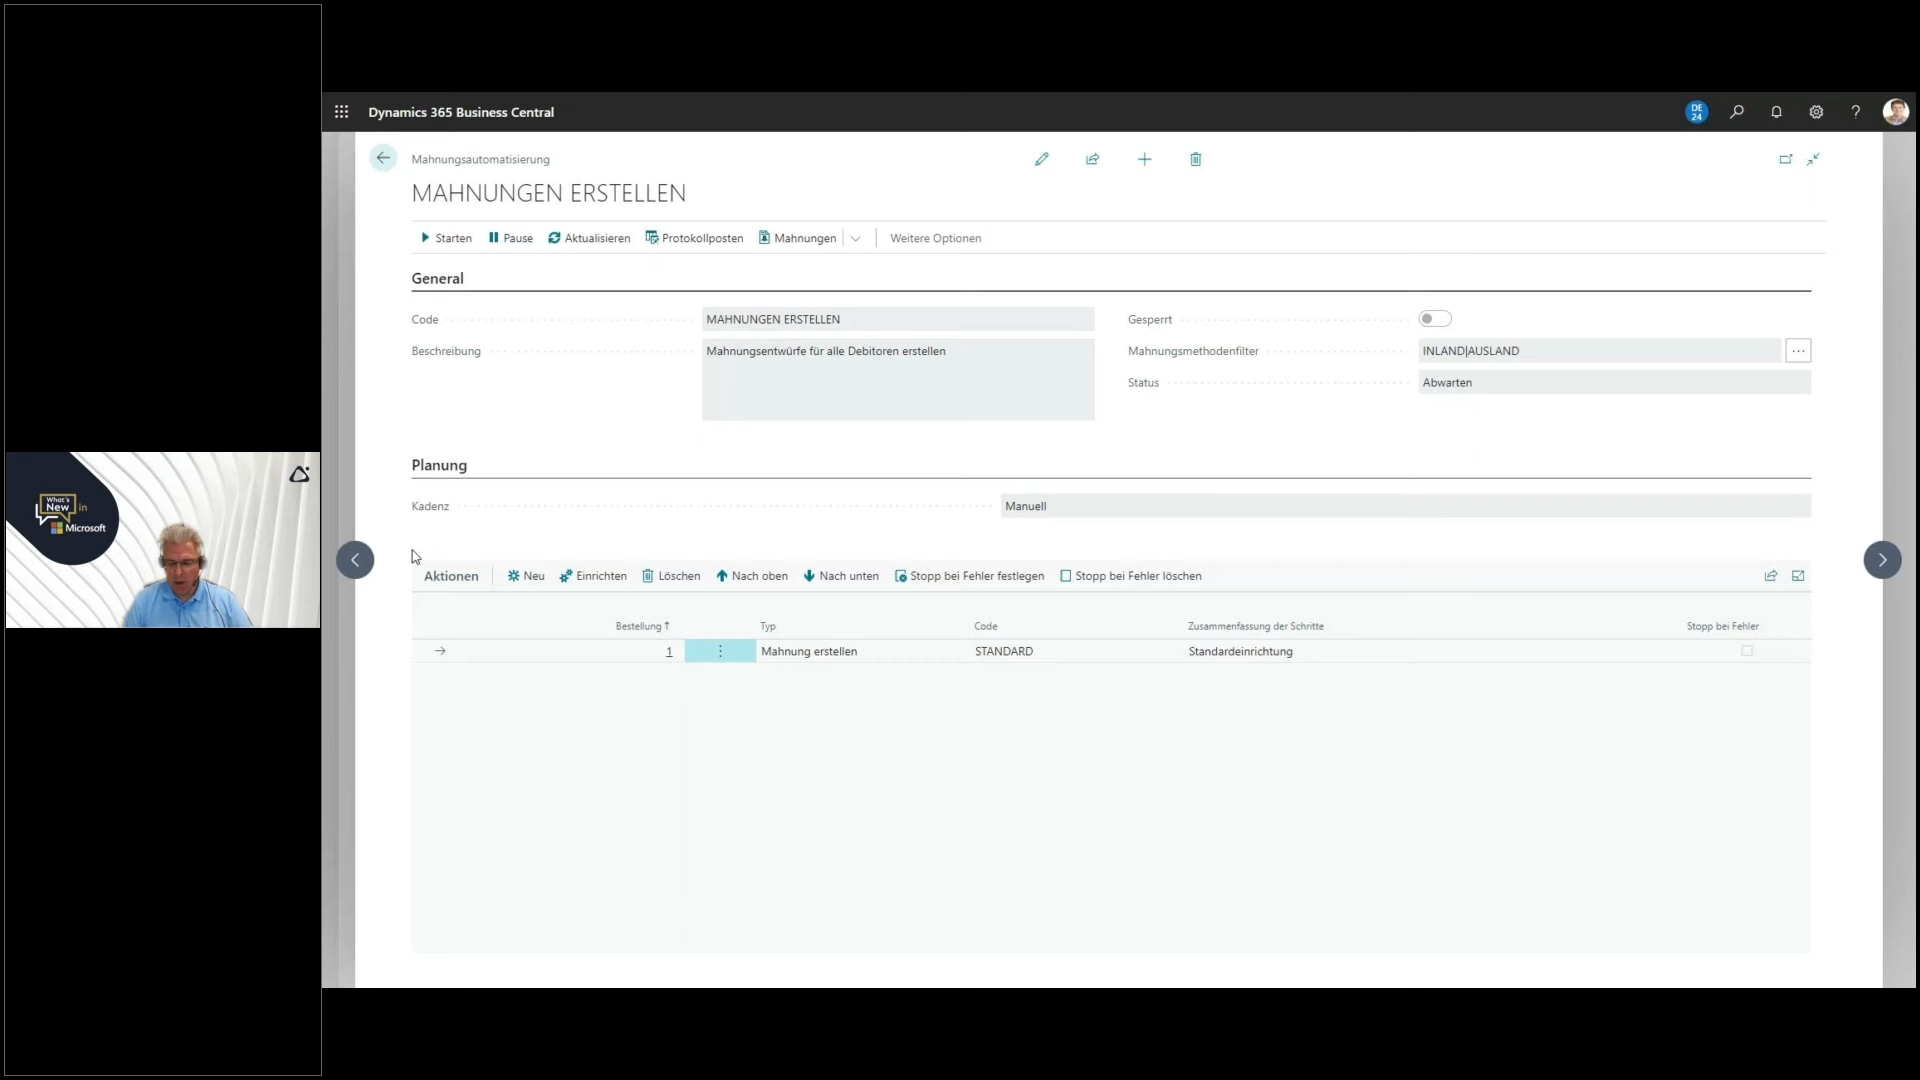 Dynamics 365 Business Central
DE
24
?
Mahnungsautomatisierung
MAHNUNGEN ERSTELLEN
Starten Pause Aktualisieren Protokollposten Mahnungen Weitere Optionen
General
Code MAHNUNGEN ERSTELLEN
Beschreibung Mahnungsentwürfe für alle Debitoren erstellen
Gesperrt
Mahnungsmethodenfilter INLAND|AUSLAND ...
Status Abwarten
Planung
Kadenz Manuell
Aktionen Neu Einrichten Löschen Nach oben Nach unten Stopp bei Fehler festlegen Stopp bei Fehler löschen
Bestellung ↑ Typ Code Zusammenfassung der Schritte Stopp bei Fehler
→ 1 Mahnung erstellen STANDARD Standardeinrichtung
What's
New in
Microsoft